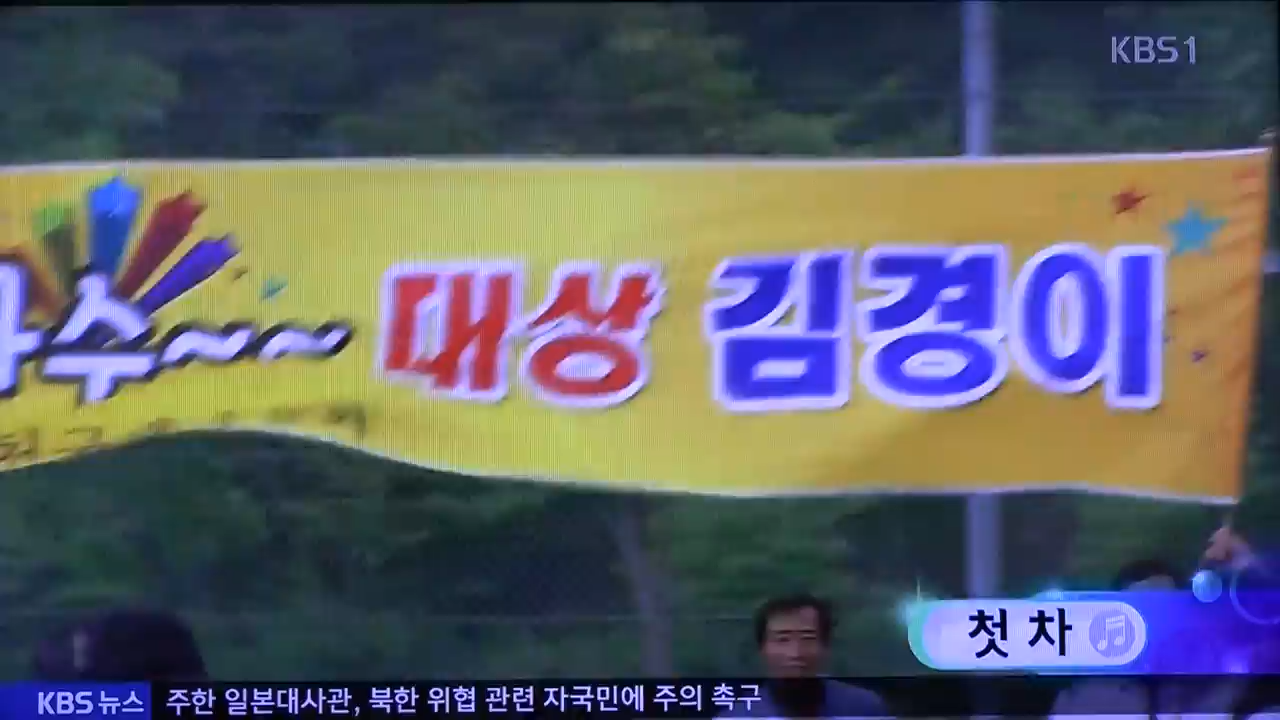 KBS1
수~~ 대상 김경이
첫차
KBS 뉴스 주한 일본대사관, 북한 위협 관련 자국민에 주의 촉구